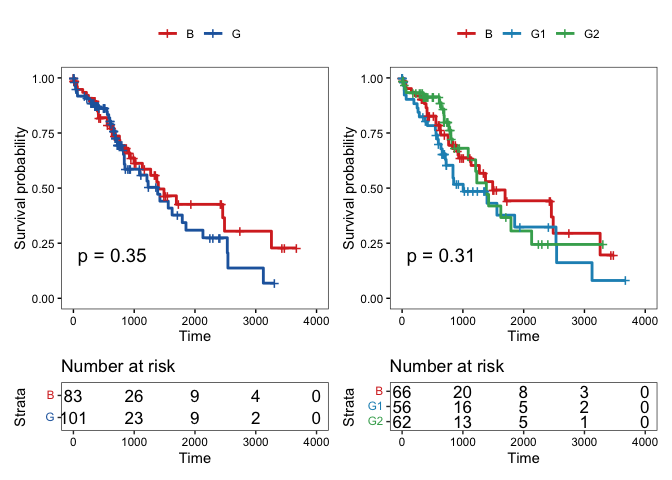 B G
B G1 G2
Survival probability
1.00
0.75
0.50
0.25
0.00
p = 0.35
0 1000 2000 3000 4000
Time
Survival probability
1.00
0.75
0.50
0.25
0.00
p = 0.31
0 1000 2000 3000 4000
Time
Number at risk
Strata
B 83 26 9 4 0
G 101 23 9 2 0
0 1000 2000 3000 4000
Time
Number at risk
Strata
B 66 20 8 3 0
G1 56 16 5 2 0
G2 62 13 5 1 0
0 1000 2000 3000 4000
Time